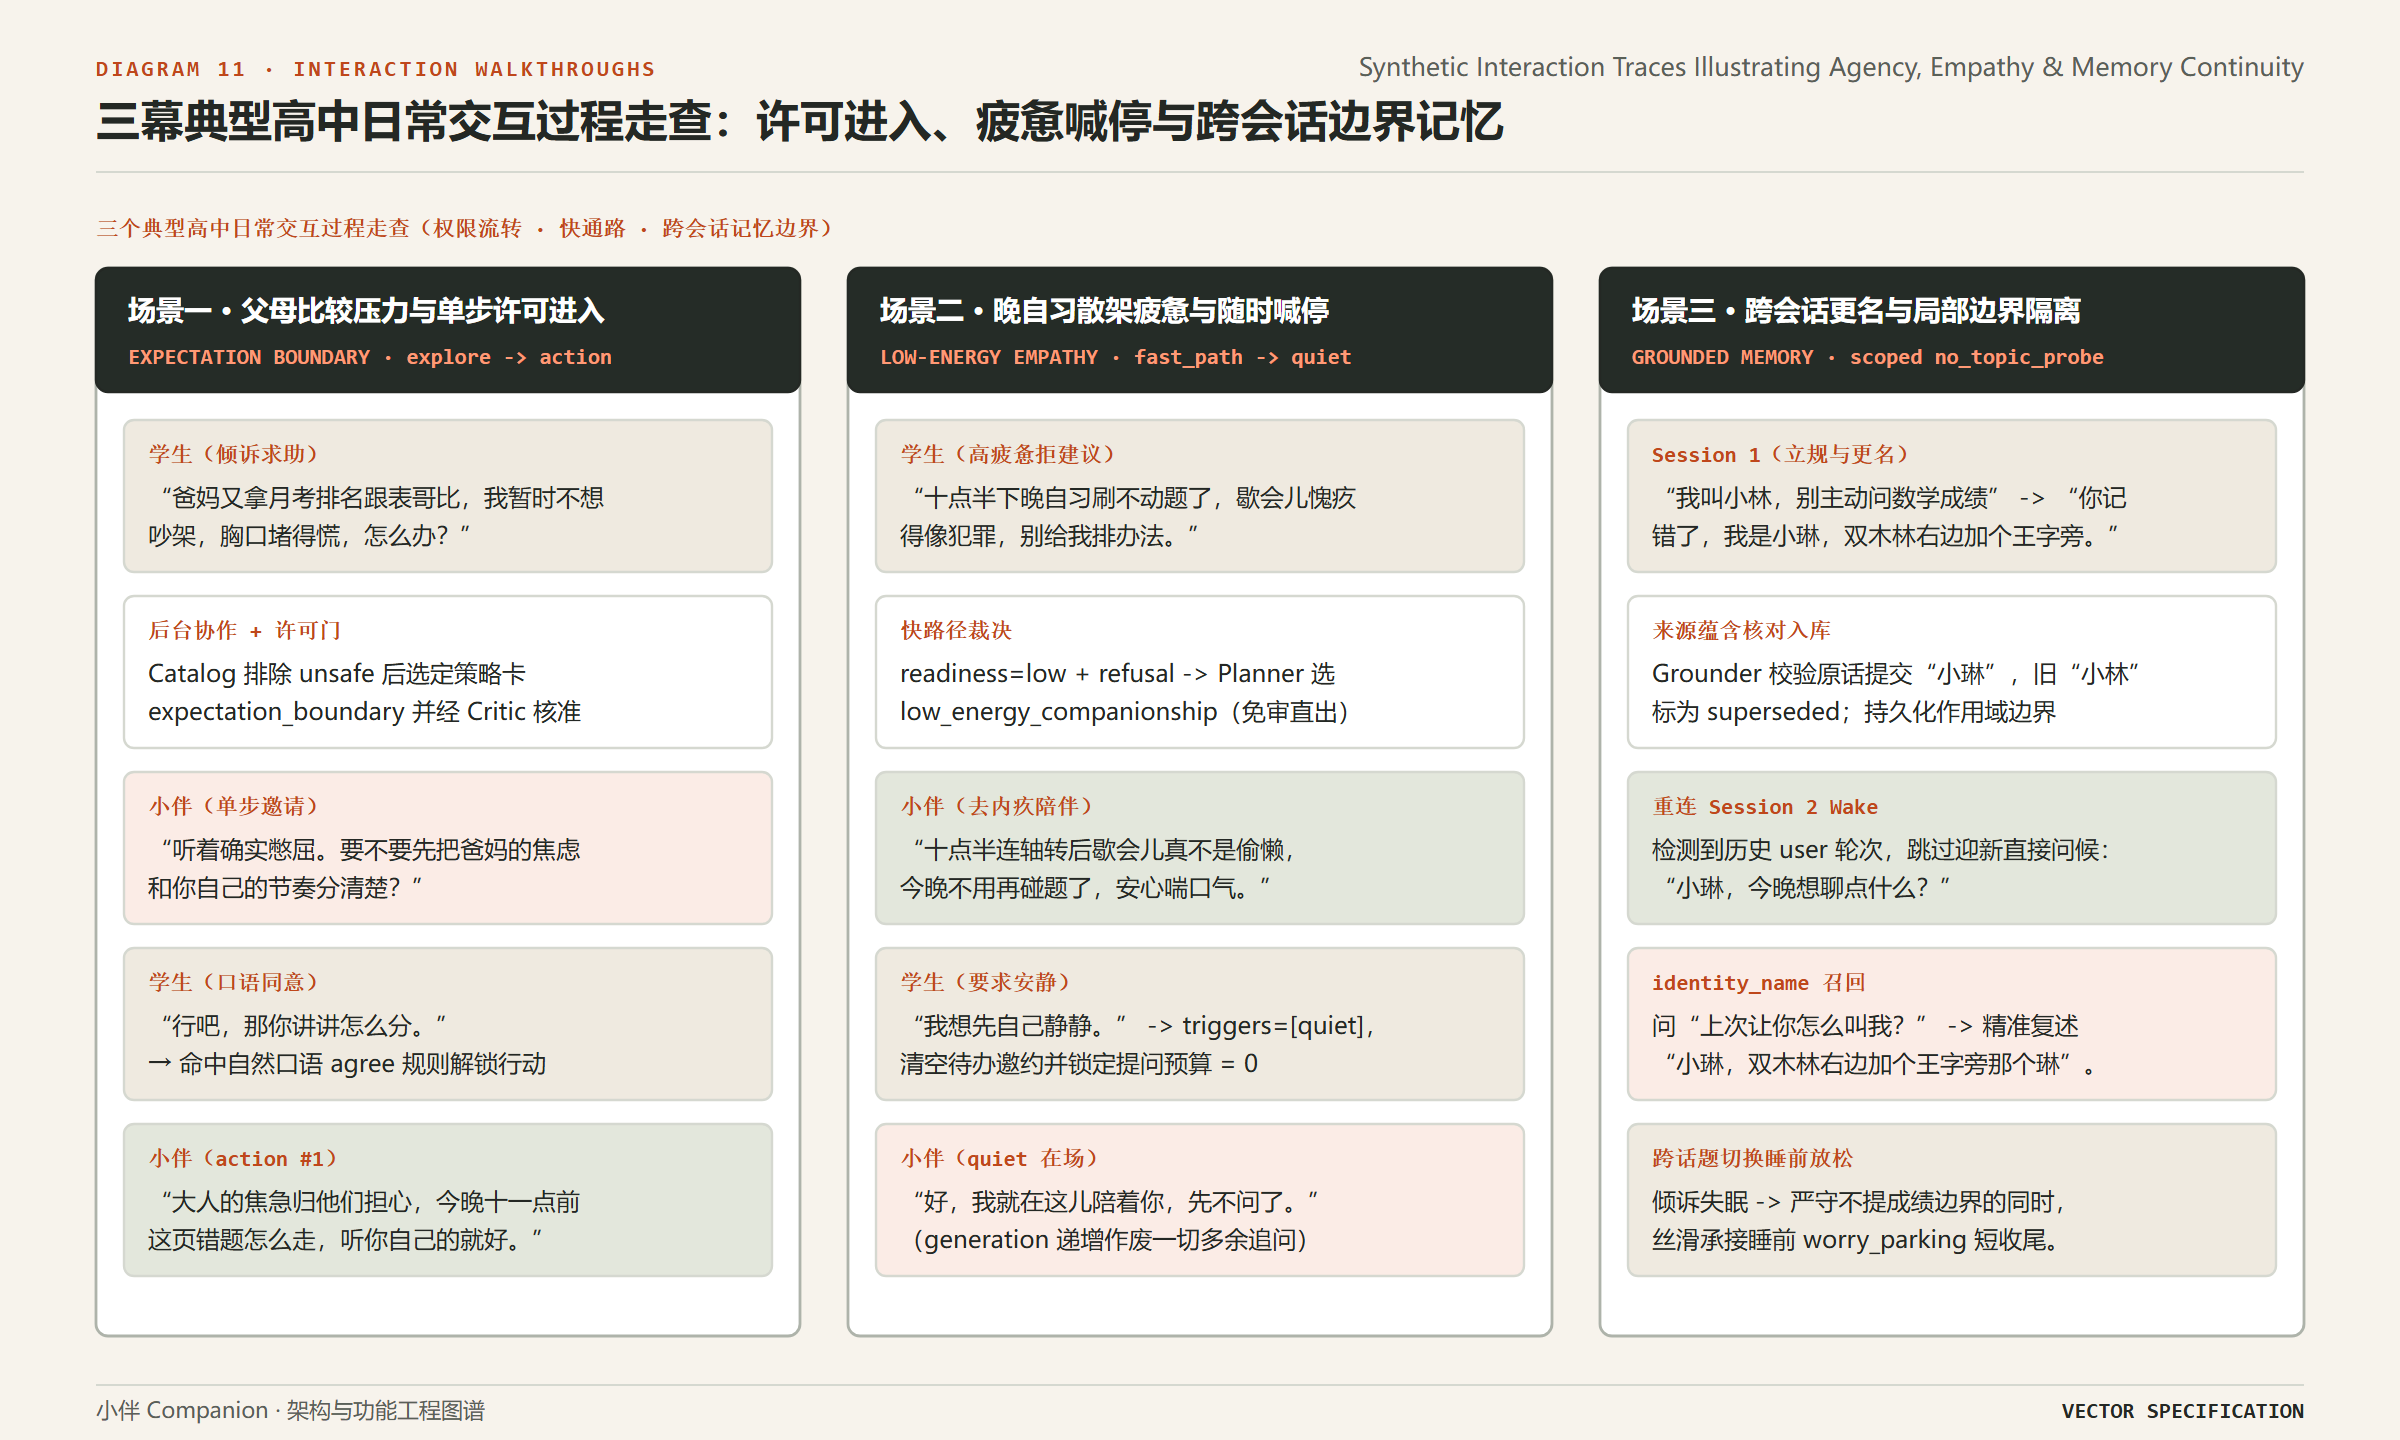 DIAGRAM 11 · INTERACTION WALKTHROUGHS
Synthetic Interaction Traces Illustrating Agency, Empathy & Memory Continuity
三幕典型高中日常交互过程走查：许可进入、疲惫喊停与跨会话边界记忆
三个典型高中日常交互过程走查（权限流转 · 快通路 · 跨会话记忆边界）
场景一 • 父母比较压力与单步许可进入
EXPECTATION BOUNDARY · explore -> action
学生（倾诉求助）
“爸妈又拿月考排名跟表哥比，我暂时不想
吵架，胸口堵得慌，怎么办？”
后台协作 + 许可门
Catalog 排除 unsafe 后选定策略卡
expectation_boundary 并经 Critic 核准
小伴（单步邀请）
“听着确实憋屈。要不要先把爸妈的焦虑
和你自己的节奏分清楚？”
学生（口语同意）
“行吧，那你讲讲怎么分。”
→ 命中自然口语 agree 规则解锁行动
小伴（action #1）
“大人的焦急归他们担心，今晚十一点前
这页错题怎么走，听你自己的就好。”
场景二 • 晚自习散架疲惫与随时喊停
LOW-ENERGY EMPATHY · fast_path -> quiet
学生（高疲惫拒建议）
“十点半下晚自习刷不动题了，歇会儿愧疚
得像犯罪，别给我排办法。”
快路径裁决
readiness=low + refusal -> Planner 选
low_energy_companionship（免审直出）
小伴（去内疚陪伴）
“十点半连轴转后歇会儿真不是偷懒，
今晚不用再碰题了，安心喘口气。”
学生（要求安静）
“我想先自己静静。” -> triggers=[quiet]，
清空待办邀约并锁定提问预算 = 0
小伴（quiet 在场）
“好，我就在这儿陪着你，先不问了。”
（generation 递增作废一切多余追问）
场景三 • 跨会话更名与局部边界隔离
GROUNDED MEMORY · scoped no_topic_probe
Session 1（立规与更名）
“我叫小林，别主动问数学成绩” -> “你记
错了，我是小琳，双木林右边加个王字旁。”
来源蕴含核对入库
Grounder 校验原话提交“小琳”，旧“小林”
标为 superseded；持久化作用域边界
重连 Session 2 Wake
检测到历史 user 轮次，跳过迎新直接问候：
“小琳，今晚想聊点什么？”
identity_name 召回
问“上次让你怎么叫我？” -> 精准复述
“小琳，双木林右边加个王字旁那个琳”。
跨话题切换睡前放松
倾诉失眠 -> 严守不提成绩边界的同时，
丝滑承接睡前 worry_parking 短收尾。
小伴 Companion · 架构与功能工程图谱
VECTOR SPECIFICATION